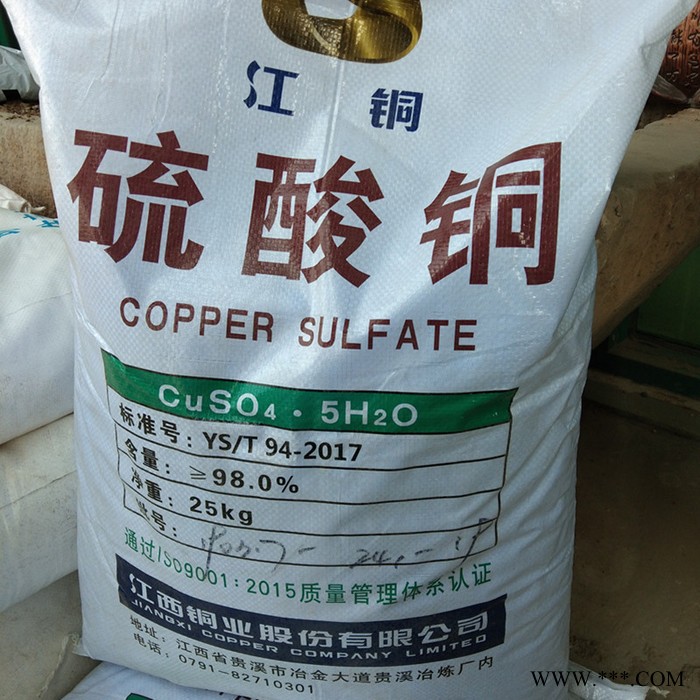 江铜
硫酸铜
COPPER SULFATE
CuSO4 · 5H2O
标准号: YS/T 94-2017
含量: ≥98.0%
净重: 25kg
批号:
通过ISO9001:2015质量管理体系认证
江西铜业股份有限公司
JIANGXI COPPER COMPANY LIMITED
地址: 江西省贵溪市冶金大道贵溪冶炼厂内
电话: 0791-82710301
WWW.***.COM